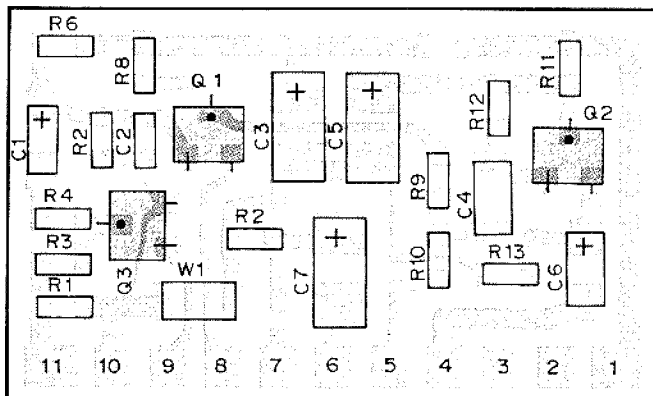 R6
R8
Q1
R11
C1
+
R2
C2
C3
+
C5
+
R12
Q2
R4
R9
C4
R3
Q3
R2
C7
+
R10
R13
C6
+
R1
W1
11 10 9 8 7 6 5 4 3 2 1